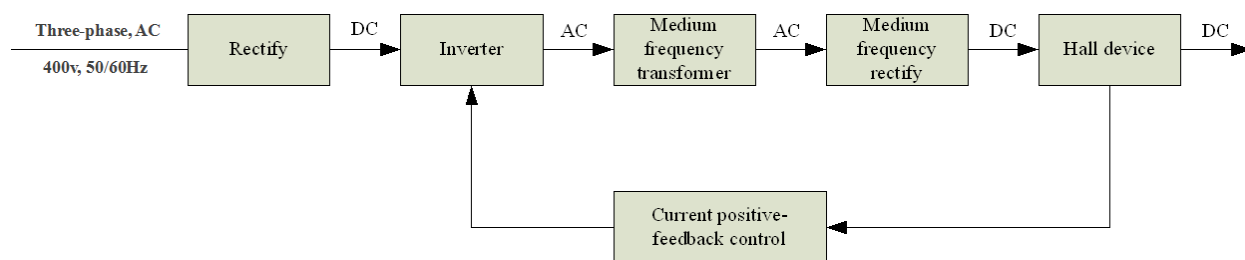 Three-phase, AC
400v, 50/60Hz
Rectify
DC
Inverter
AC
Medium
frequency
transformer
AC
Medium
frequency
rectify
DC
Hall device
DC
Current positive-
feedback control